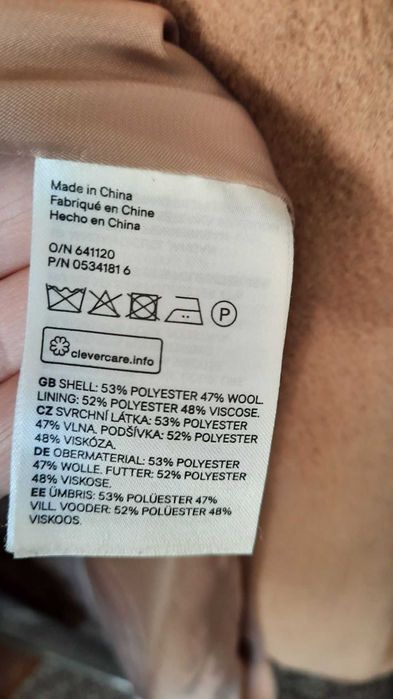 Made in China
Fabriqué en Chine
Hecho en China
O/N 641120
P/N 0534181 6
P
clevercare.info
GB SHELL: 53% POLYESTER 47% WOOL.
LINING: 52% POLYESTER 48% VISCOSE.
CZ SVRCHNÍ LÁTKA: 53% POLYESTER
47% VLNA. PODŠÍVKA: 52% POLYESTER
48% VISKÓZA.
DE OBERMATERIAL: 53% POLYESTER
47% WOLLE. FUTTER: 52% POLYESTER
48% VISKOSE.
EE ÜMBRIS: 53% POLÜESTER 47%
VILL. VOODER: 52% POLÜESTER 48%
VISKOOS.